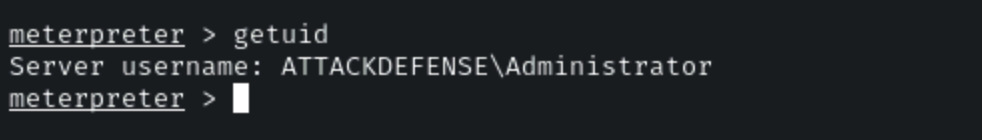 meterpreter > getuid
Server username: ATTACKDEFENSE\Administrator
meterpreter >